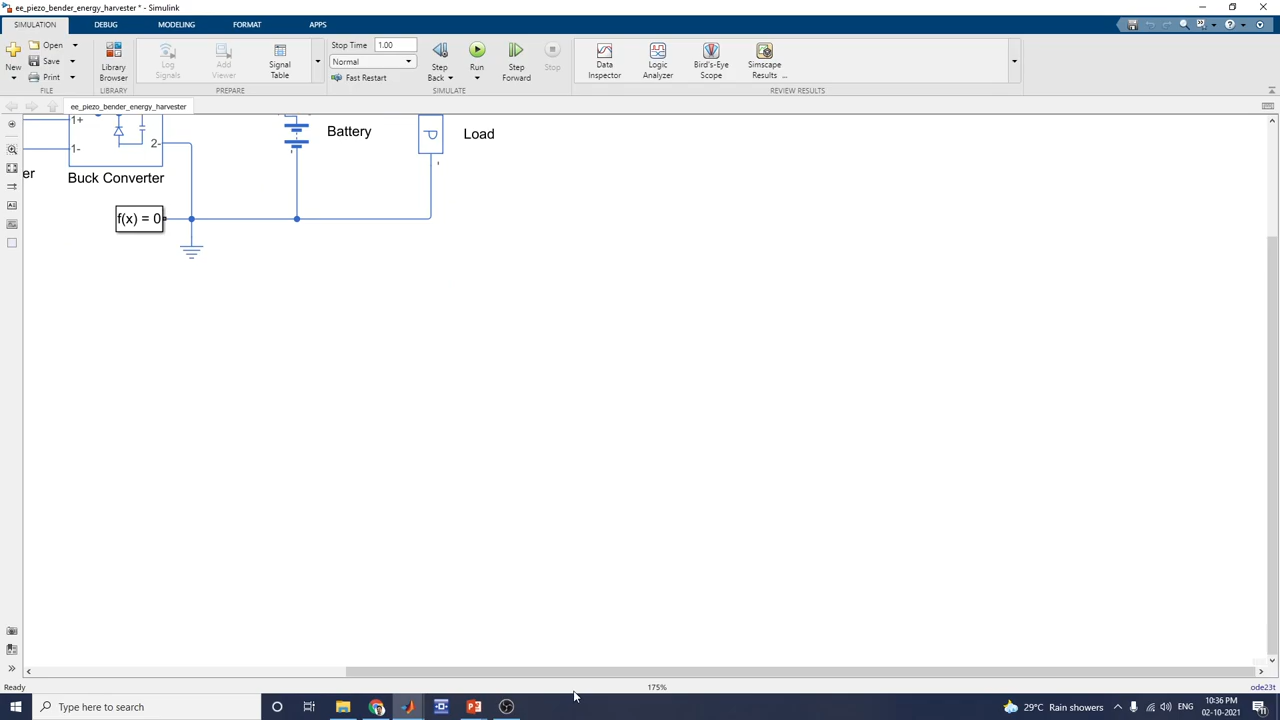 ee_piezo_bender_energy_harvester * - Simulink
SIMULATION DEBUG MODELING FORMAT APPS
New
Open
Save
Print
FILE
Library Browser
LIBRARY
Log Signals
Add Viewer
Signal Table
PREPARE
Stop Time 1.00
Normal
Fast Restart
Step Back
Run
Step Forward
Stop
SIMULATE
Data Inspector
Logic Analyzer
Bird's-Eye Scope
Simscape Results ...
REVIEW RESULTS
ee_piezo_bender_energy_harvester
1+
1-
2-
er
Buck Converter
Battery
P
Load
f(x) = 0
Ready
175%
ode23t
Type here to search
29°C Rain showers
ENG
10:36 PM
02-10-2021